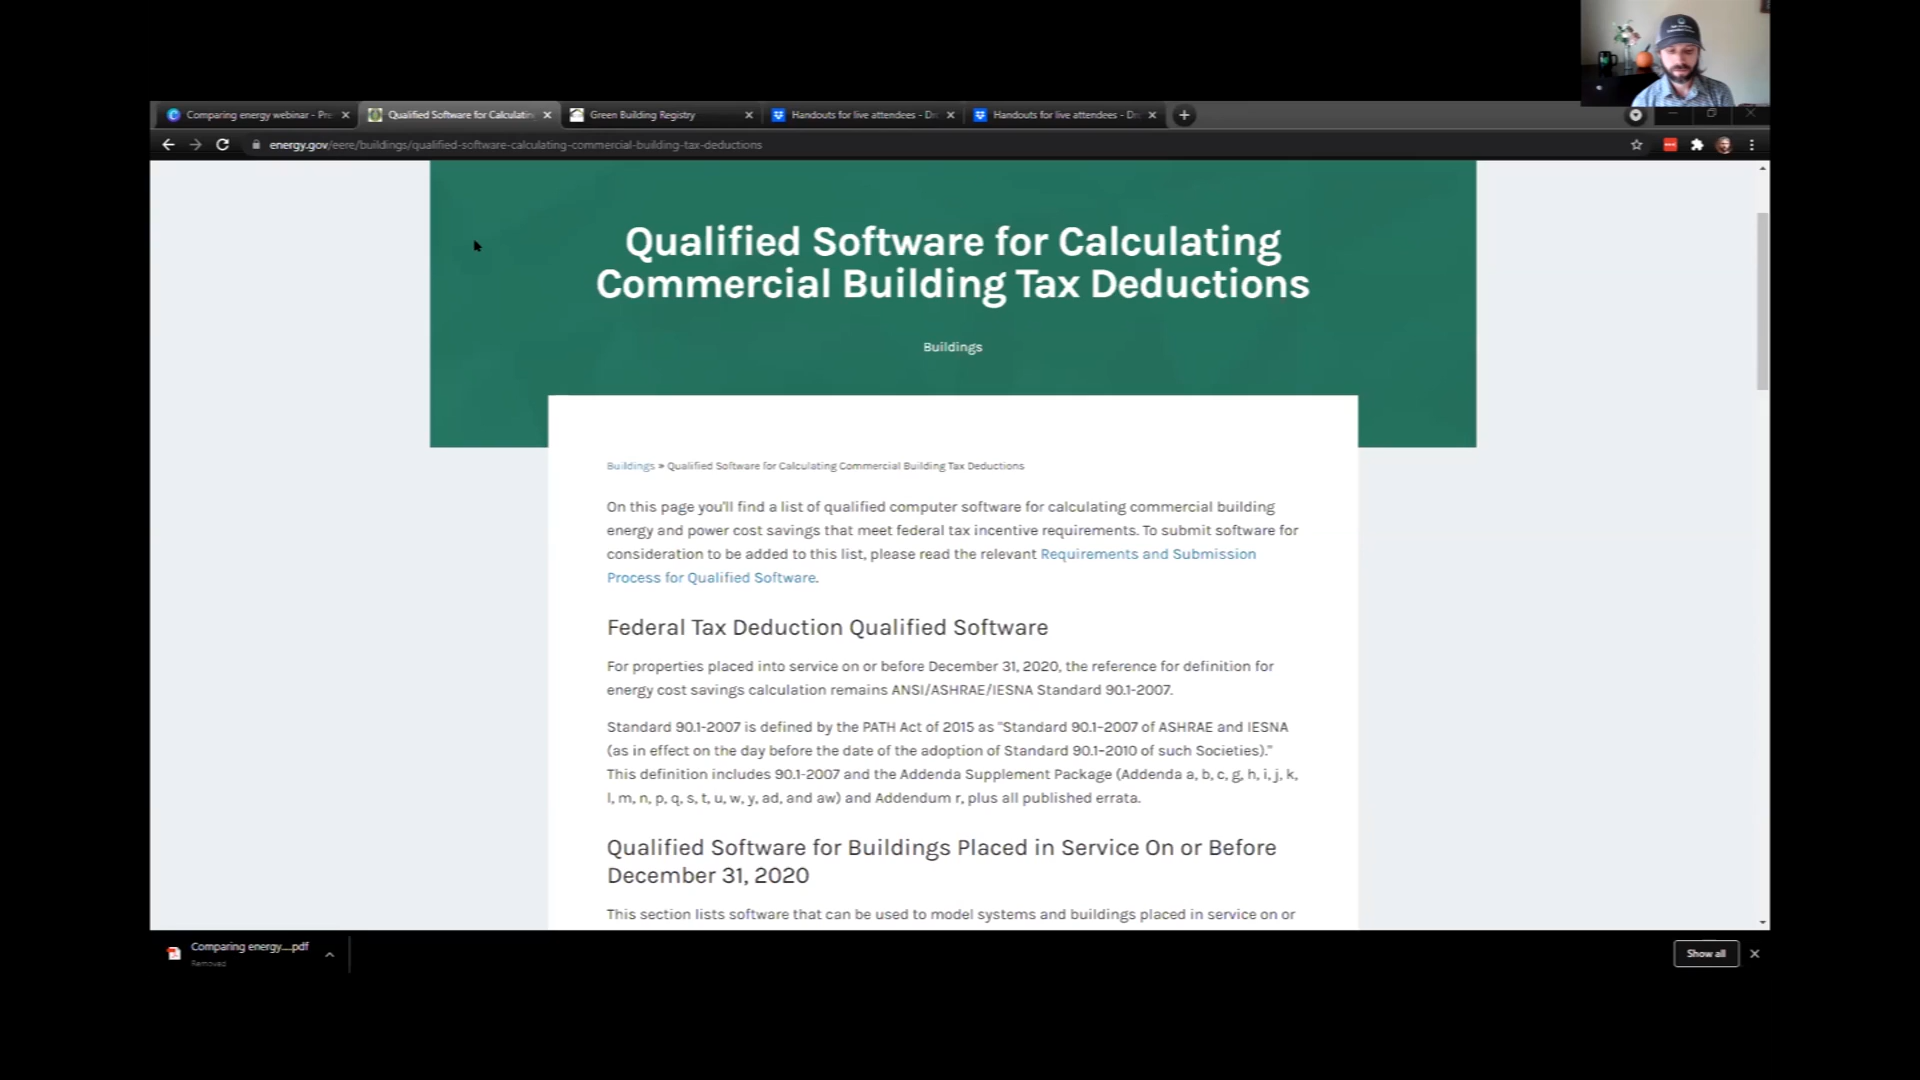 Comparing energy webinar - Pre
Qualified Software for Calculatin
Green Building Registry
Handouts for live attendees - Dr
Handouts for live attendees - Dr
energy.gov/eere/buildings/qualified-software-calculating-commercial-building-tax-deductions
Qualified Software for Calculating
Commercial Building Tax Deductions
Buildings
Buildings » Qualified Software for Calculating Commercial Building Tax Deductions
On this page you'll find a list of qualified computer software for calculating commercial building
energy and power cost savings that meet federal tax incentive requirements. To submit software for
consideration to be added to this list, please read the relevant Requirements and Submission
Process for Qualified Software.
Federal Tax Deduction Qualified Software
For properties placed into service on or before December 31, 2020, the reference for definition for
energy cost savings calculation remains ANSI/ASHRAE/IESNA Standard 90.1-2007.
Standard 90.1-2007 is defined by the PATH Act of 2015 as "Standard 90.1–2007 of ASHRAE and IESNA
(as in effect on the day before the date of the adoption of Standard 90.1–2010 of such Societies)."
This definition includes 90.1-2007 and the Addenda Supplement Package (Addenda a, b, c, g, h, i, j, k,
l, m, n, p, q, s, t, u, w, y, ad, and aw) and Addendum r, plus all published errata.
Qualified Software for Buildings Placed in Service On or Before
December 31, 2020
This section lists software that can be used to model systems and buildings placed in service on or
Comparing energy....pdf
Removed
Show all